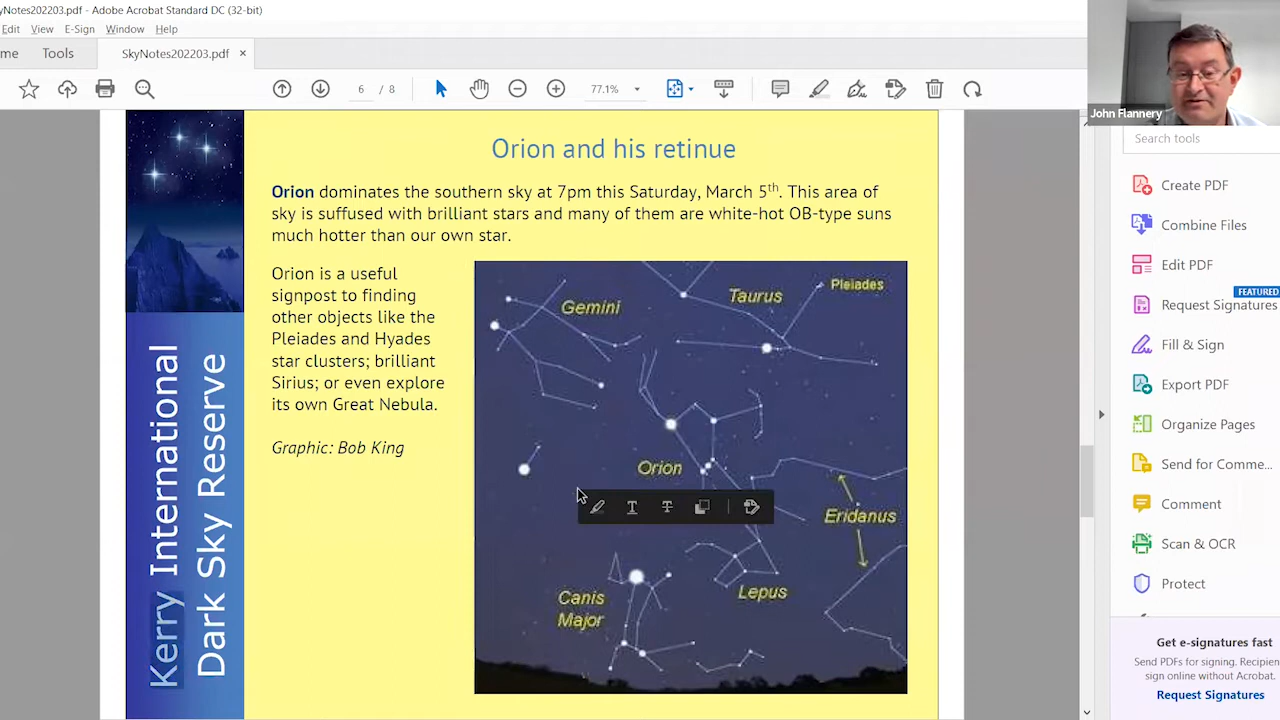 yNotes202203.pdf - Adobe Acrobat Standard DC (32-bit)
Edit View E-Sign Window Help
me Tools SkyNotes202203.pdf ×
6 / 8 77.1%
John Flannery
Search tools
Create PDF
Combine Files
Edit PDF
FEATURED
Request Signatures
Fill & Sign
Export PDF
Organize Pages
Send for Comme...
Comment
Scan & OCR
Protect
Get e-signatures fast
Send PDFs for signing. Recipien
sign online without Acrobat.
Request Signatures
Kerry International
Dark Sky Reserve
Orion and his retinue
Orion dominates the southern sky at 7pm this Saturday, March 5th. This area of
sky is suffused with brilliant stars and many of them are white-hot OB-type suns
much hotter than our own star.
Orion is a useful
signpost to finding
other objects like the
Pleiades and Hyades
star clusters; brilliant
Sirius; or even explore
its own Great Nebula.
Graphic: Bob King
Gemini
Taurus
Pleiades
Orion
Eridanus
Canis
Major
Lepus